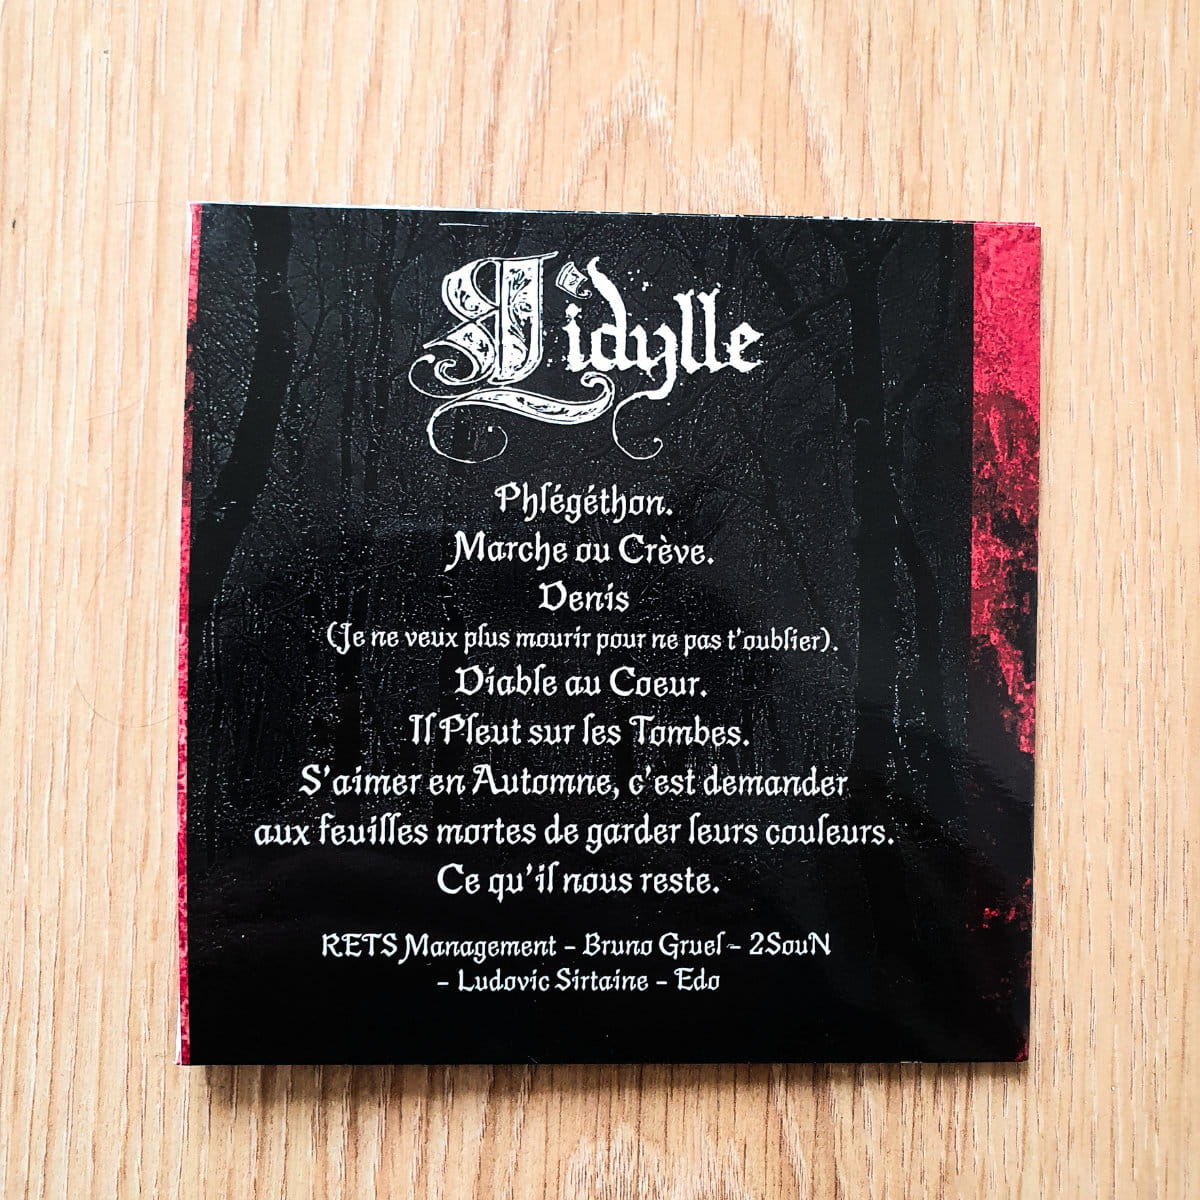 L'idylle
Phlégéthon.
Marche ou Crève.
Denis
(Je ne veux plus mourir pour ne pas t'oublier).
Diable au Coeur.
Il Pleut sur les Tombes.
S'aimer en Automne, c'est demander
aux feuilles mortes de garder leurs couleurs.
Ce qu'il nous reste.
RETS Management - Bruno Gruel - 2SouN
- Ludovic Sirtaine - Edo